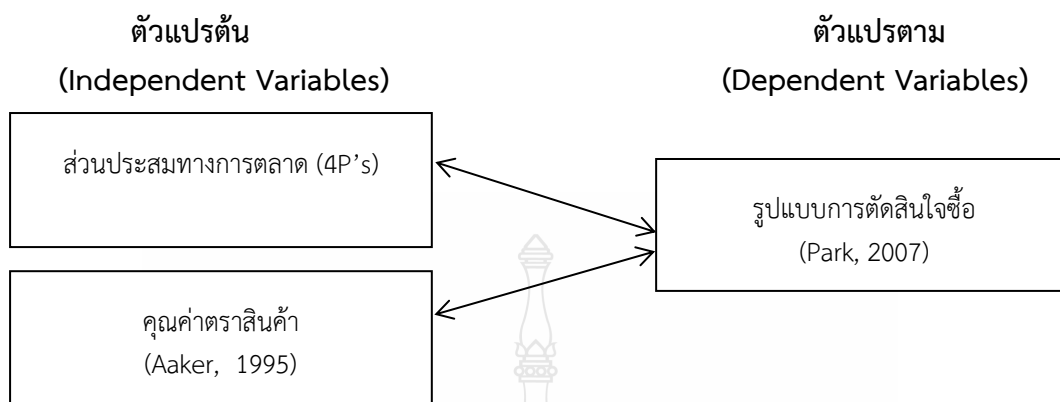 ตัวแปรต้น
(Independent Variables)
ตัวแปรตาม
(Dependent Variables)
ส่วนประสมทางการตลาด (4P’s)
คุณค่าตราสินค้า
(Aaker, 1995)
รูปแบบการตัดสินใจซื้อ
(Park, 2007)